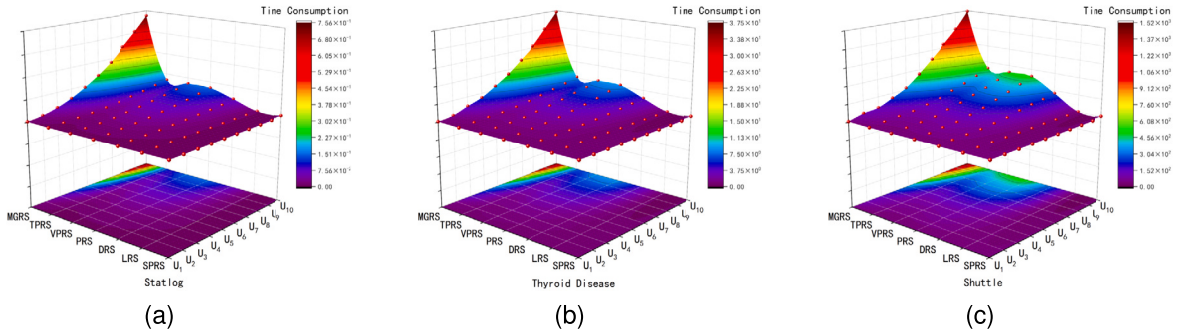 Time Consumption
7.56×10⁻¹
6.80×10⁻¹
6.05×10⁻¹
5.29×10⁻¹
4.54×10⁻¹
3.78×10⁻¹
3.02×10⁻¹
2.27×10⁻¹
1.51×10⁻¹
7.56×10⁻²
0.00
MGRS
TPRS
VPRS
PRS
DRS
LRS
SPRS
U₁
U₂
U₃
U₄
U₅
U₆
U₇
U₈
U₉
U₁₀
Statlog
(a)
Time Consumption
3.75×10¹
3.38×10¹
3.00×10¹
2.63×10¹
2.25×10¹
1.88×10¹
1.50×10¹
1.13×10¹
7.50×10⁰
3.75×10⁰
0.00
MGRS
TPRS
VPRS
PRS
DRS
LRS
SPRS
U₁
U₂
U₃
U₄
U₅
U₆
U₇
U₈
U₉
U₁₀
Thyroid Disease
(b)
Time Consumption
1.52×10³
1.37×10³
1.22×10³
1.06×10³
9.12×10²
7.60×10²
6.08×10²
4.56×10²
3.04×10²
1.52×10²
0.00
MGRS
TPRS
VPRS
PRS
DRS
LRS
SPRS
U₁
U₂
U₃
U₄
U₅
U₆
U₇
U₈
U₉
U₁₀
Shuttle
(c)